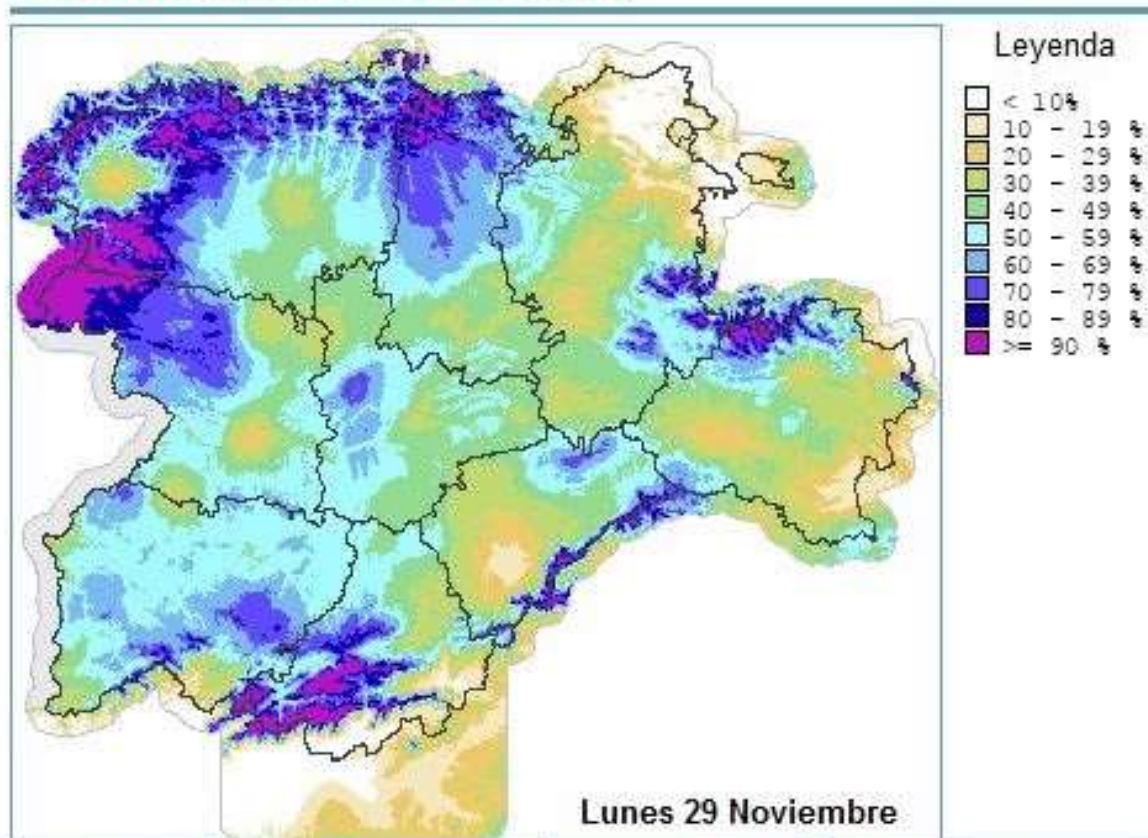 Leyenda
< 10%
10 - 19 %
20 - 29 %
30 - 39 %
40 - 49 %
50 - 59 %
60 - 69 %
70 - 79 %
80 - 89 %
>= 90 %
Lunes 29 Noviembre